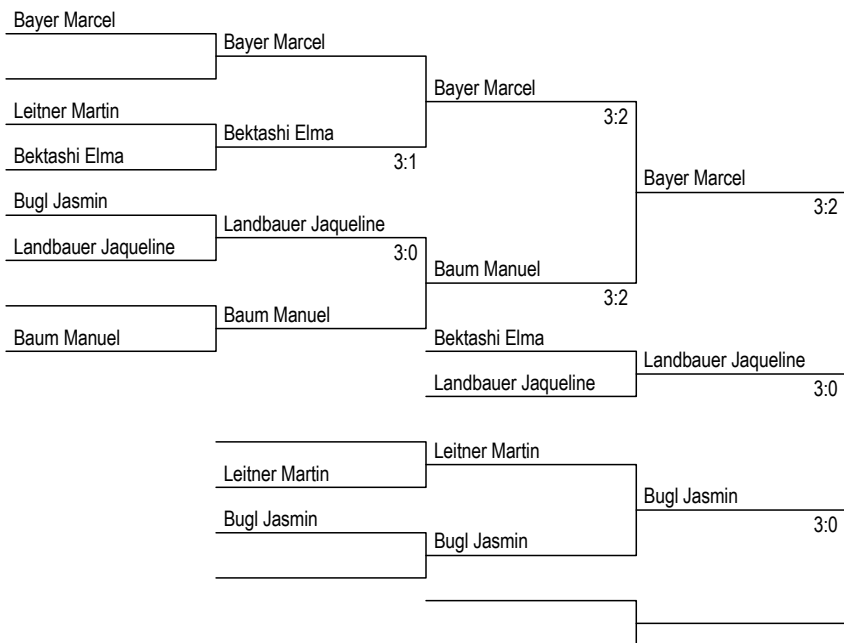 Bayer Marcel
Bayer Marcel
Bayer Marcel
3:2
Leitner Martin
Bektashi Elma
3:1
Bektashi Elma
Bayer Marcel
3:2
Bugl Jasmin
Landbauer Jaqueline
3:0
Landbauer Jaqueline
Baum Manuel
3:2
Baum Manuel
Baum Manuel
Bektashi Elma
Landbauer Jaqueline
3:0
Landbauer Jaqueline
Leitner Martin
Leitner Martin
Bugl Jasmin
3:0
Bugl Jasmin
Bugl Jasmin